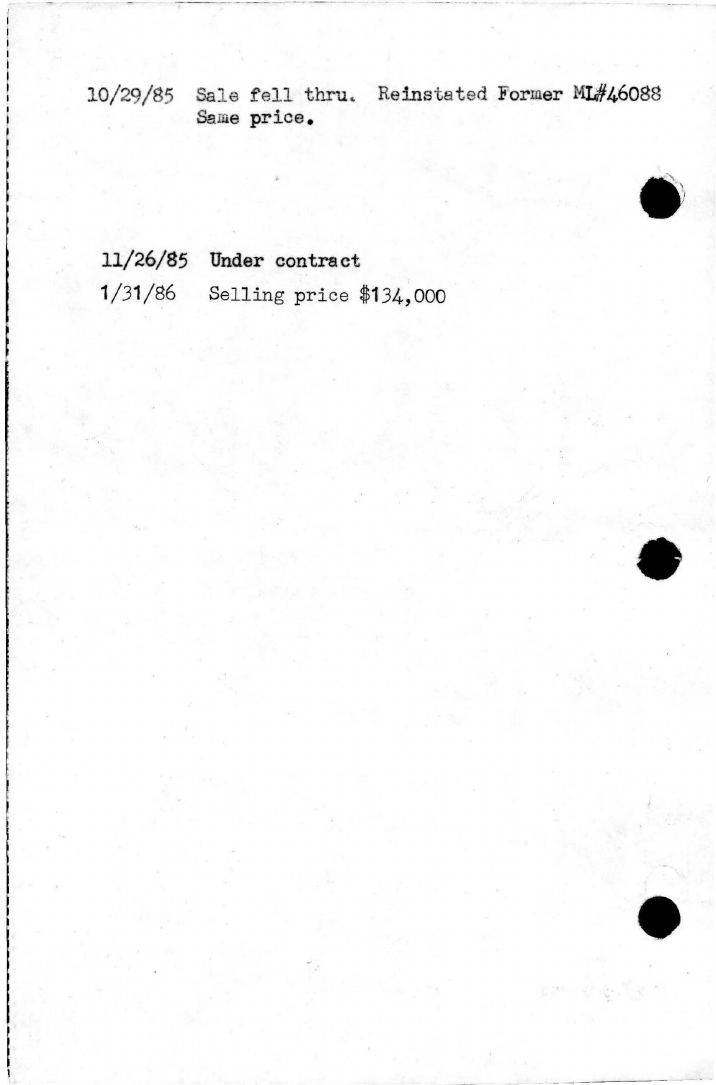 10/29/85 Sale fell thru. Reinstated Former ML#46088
Same price.
11/26/85 Under contract
1/31/86 Selling price $134,000